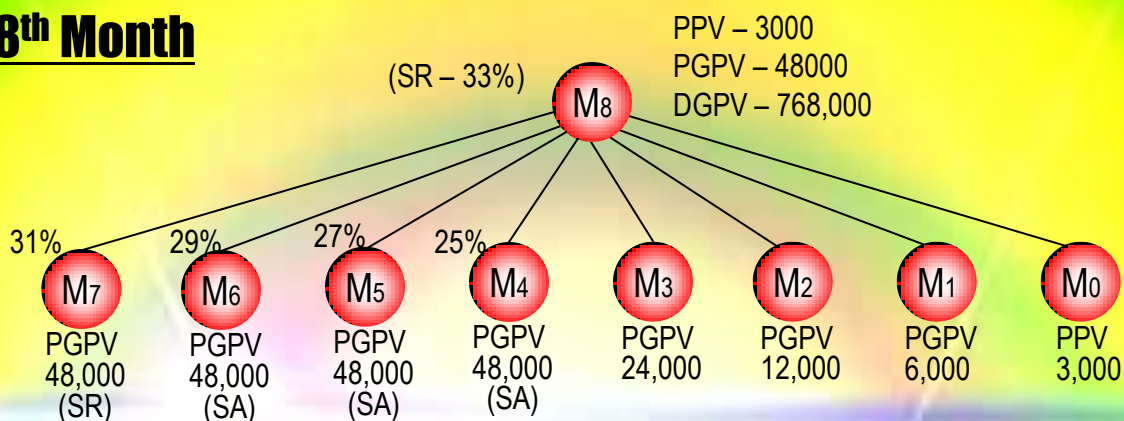 8th Month
PPV – 3000
PGPV – 48000
DGPV – 768,000
(SR – 33%)
M8
31%
29%
27%
25%
M7
M6
M5
M4
M3
M2
M1
M0
PGPV
48,000
(SR)
PGPV
48,000
(SA)
PGPV
48,000
(SA)
PGPV
48,000
(SA)
PGPV
24,000
PGPV
12,000
PGPV
6,000
PPV
3,000